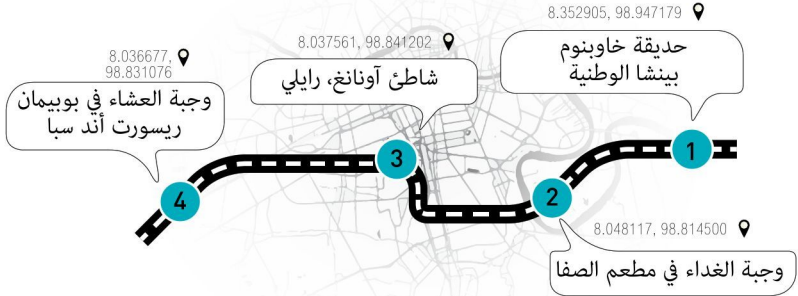 8.352905, 98.947179
حديقة خاوبنوم
بينشا الوطنية
1
8.048117, 98.814500
وجبة الغداء في مطعم الصفا
2
8.037561, 98.841202
شاطئ آونانغ، رايلي
3
8.036677,
98.831076
وجبة العشاء في بوبيمان
ريسورت أند سبا
4